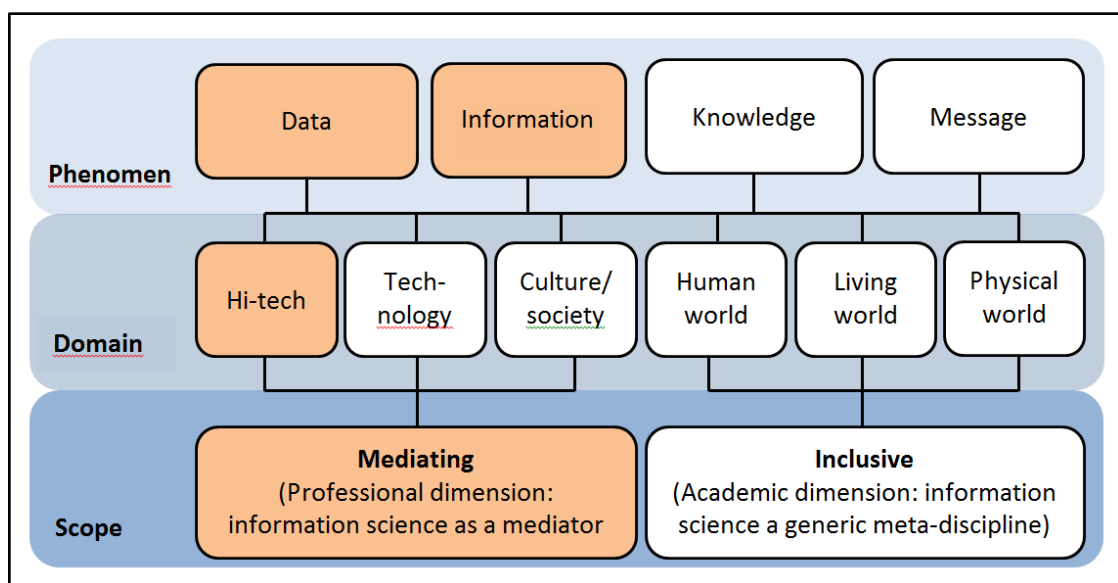 Data
Information
Knowledge
Message
Phenomen
Hi-tech
Tech-
nology
Culture/
society
Human
world
Living
world
Physical
world
Domain
Mediating
(Professional dimension:
information science as a mediator
Inclusive
(Academic dimension: information
science a generic meta-discipline)
Scope